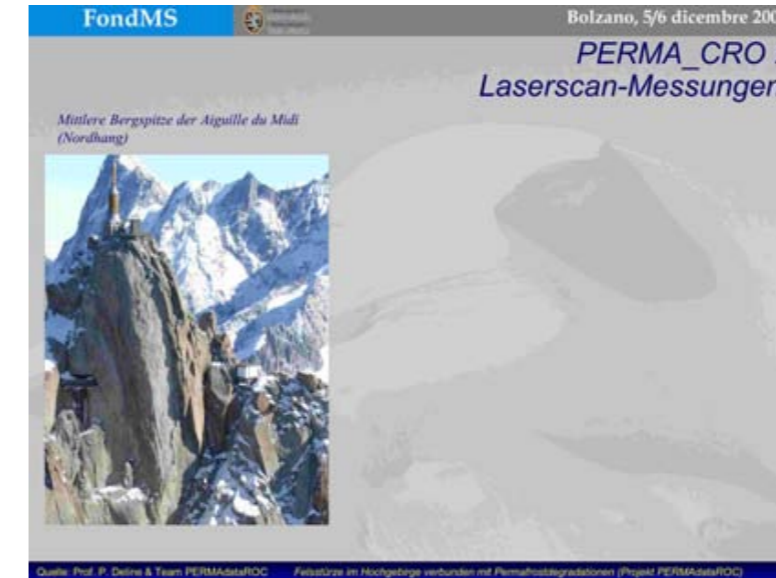 FondMS
Bolzano, 5/6 dicembre 200
PERMA_CRO
Laserscan-Messungen
Mittlere Bergspitze der Aiguille du Midi
(Nordhang)
Quelle: Prof. P. Deline & Team PERMAdataROC Felsstürze im Hochgebirge verbunden mit Permafrostdegradationen (Projekt PERMAdataROC)